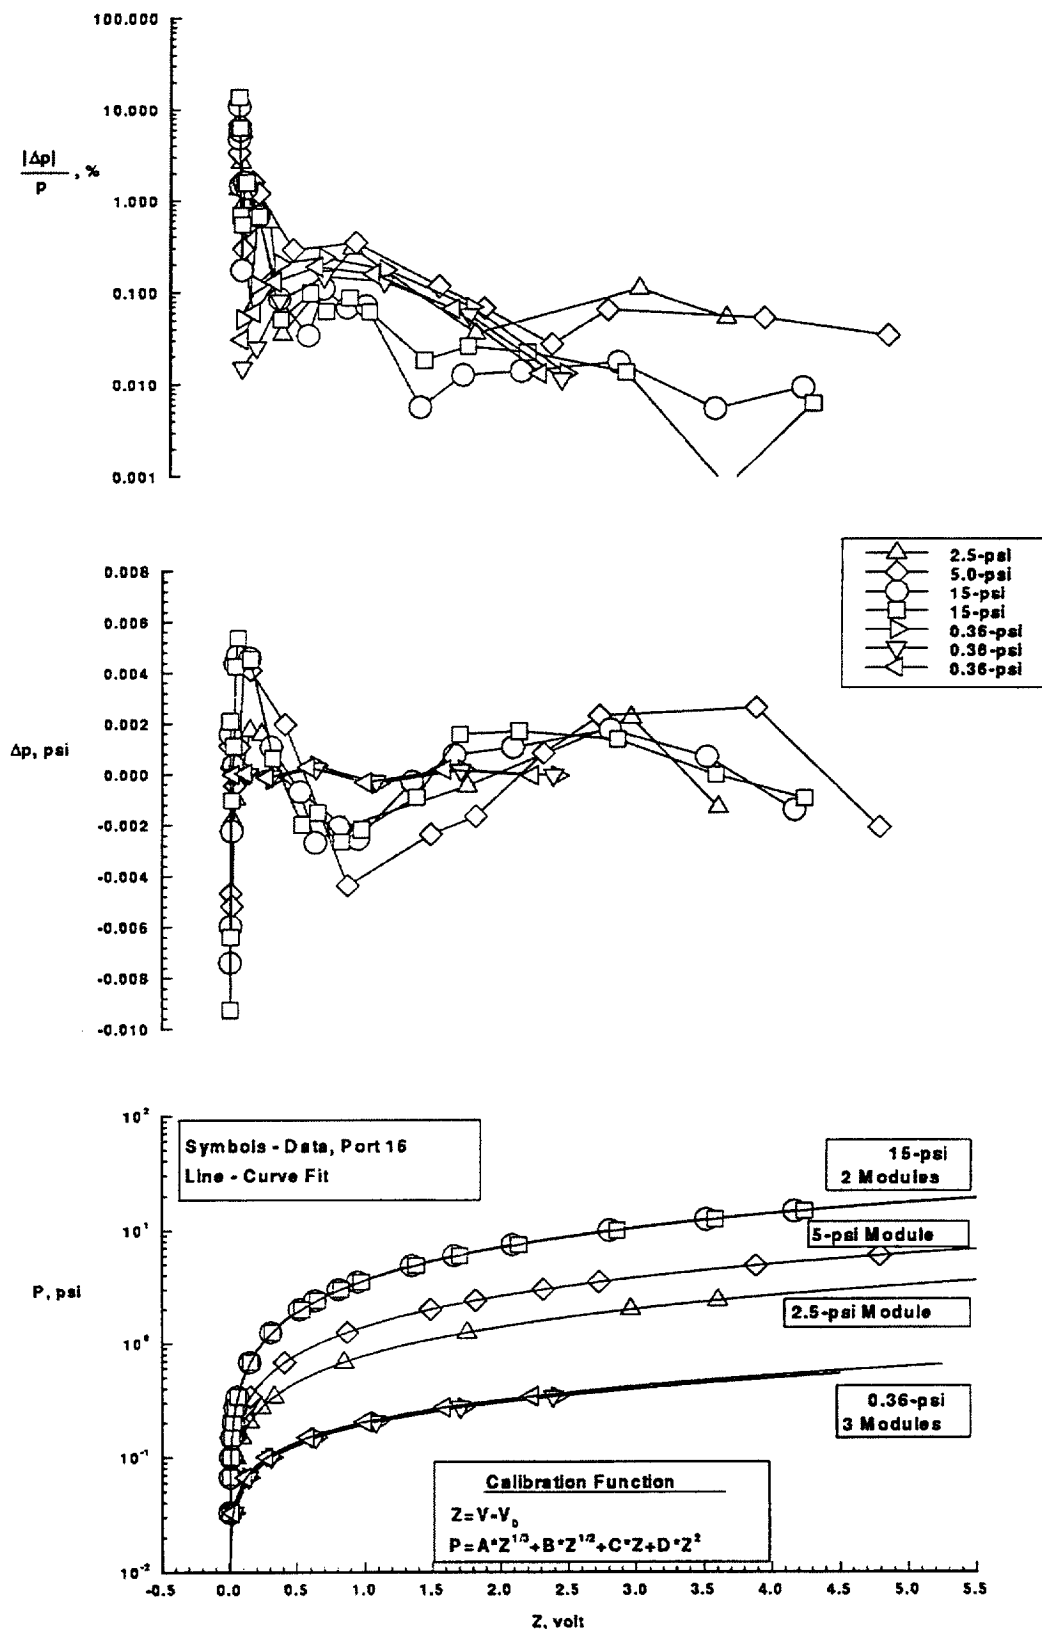 100.000
10.000
|Δp|
p , %
1.000
0.100
0.010
0.001
2.5-psi
5.0-psi
15-psi
15-psi
0.36-psi
0.36-psi
0.36-psi
0.008
0.006
0.004
0.002
Δp, psi
0.000
-0.002
-0.004
-0.006
-0.008
-0.010
10²
Symbols - Data, Port 16
Line - Curve Fit
15-psi
2 Modules
10¹
5-psi Module
P, psi
2.5-psi Module
10⁰
0.36-psi
3 Modules
10⁻¹
Calibration Function
Z=V-V₀
P=A*Z^1/3+B*Z^1/2+C*Z+D*Z²
10⁻²
-0.5 0.0 0.5 1.0 1.5 2.0 2.5 3.0 3.5 4.0 4.5 5.0 5.5
Z, volt